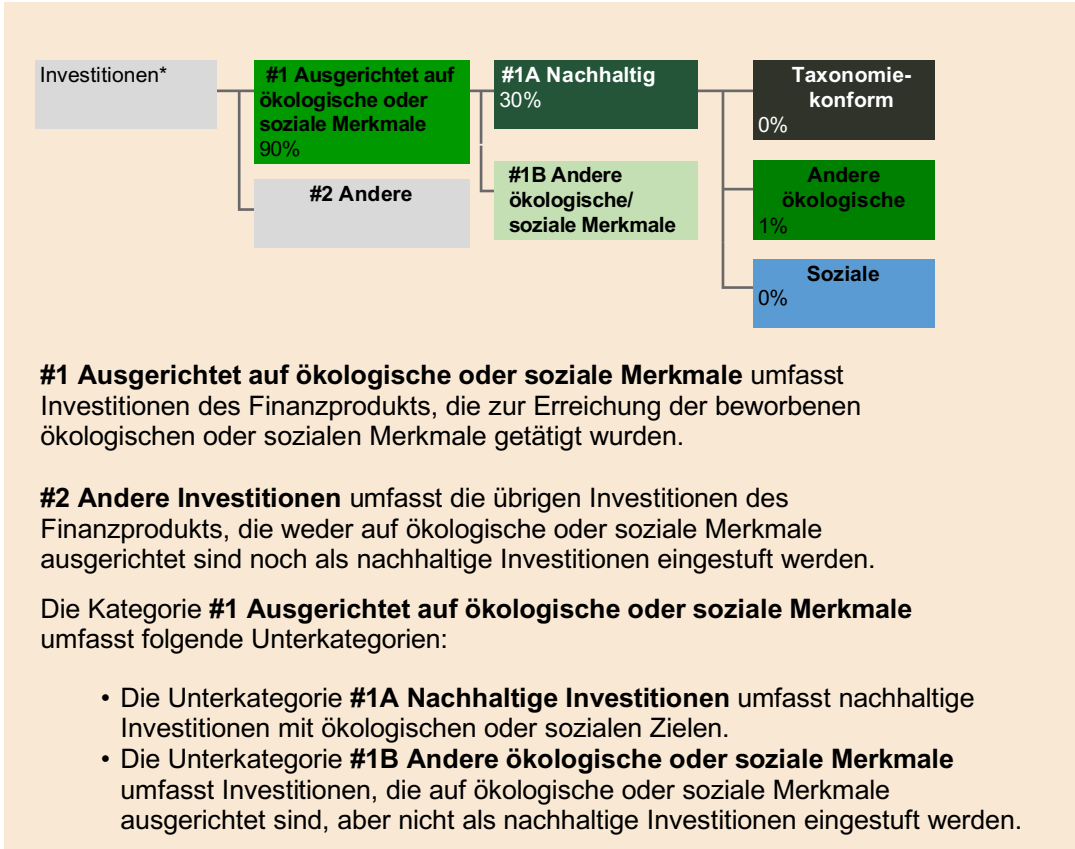 Investitionen*
#1 Ausgerichtet auf
ökologische oder
soziale Merkmale
90%
#2 Andere
#1A Nachhaltig
30%
#1B Andere
ökologische/
soziale Merkmale
Taxonomie-
konform
0%
Andere
ökologische
1%
Soziale
0%
#1 Ausgerichtet auf ökologische oder soziale Merkmale umfasst
Investitionen des Finanzprodukts, die zur Erreichung der beworbenen
ökologischen oder sozialen Merkmale getätigt wurden.
#2 Andere Investitionen umfasst die übrigen Investitionen des
Finanzprodukts, die weder auf ökologische oder soziale Merkmale
ausgerichtet sind noch als nachhaltige Investitionen eingestuft werden.
Die Kategorie #1 Ausgerichtet auf ökologische oder soziale Merkmale
umfasst folgende Unterkategorien:
• Die Unterkategorie #1A Nachhaltige Investitionen umfasst nachhaltige
Investitionen mit ökologischen oder sozialen Zielen.
• Die Unterkategorie #1B Andere ökologische oder soziale Merkmale
umfasst Investitionen, die auf ökologische oder soziale Merkmale
ausgerichtet sind, aber nicht als nachhaltige Investitionen eingestuft werden.